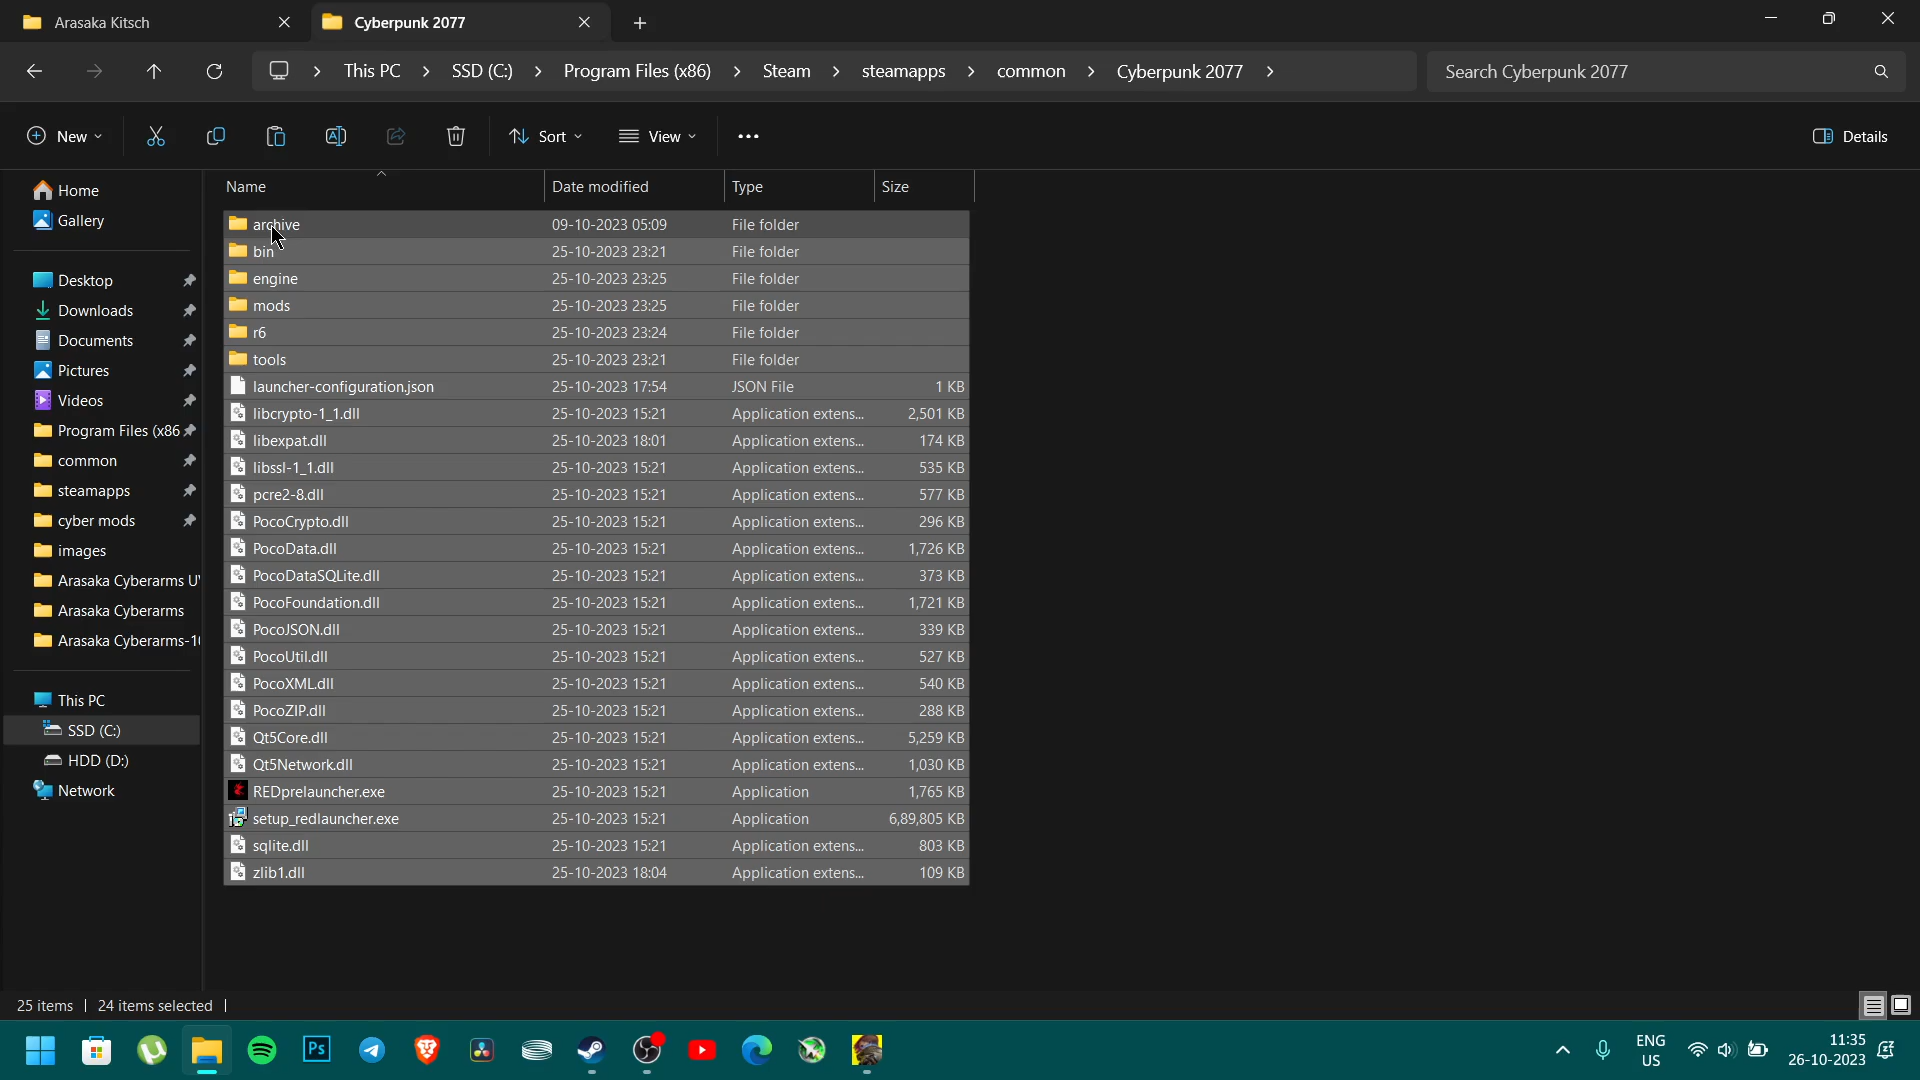 Arasaka Kitsch
Cyberpunk 2077
This PC > SSD (C:) > Program Files (x86) > Steam > steamapps > common > Cyberpunk 2077 >
Search Cyberpunk 2077
New
Sort
View
Details
Name Date modified Type Size
Home
Gallery
Desktop
Downloads
Documents
Pictures
Videos
Program Files (x86
common
steamapps
cyber mods
images
Arasaka Cyberarms U
Arasaka Cyberarms
Arasaka Cyberarms-1
This PC
SSD (C:)
HDD (D:)
Network
archive 09-10-2023 05:09 File folder
bin 25-10-2023 23:21 File folder
engine 25-10-2023 23:25 File folder
mods 25-10-2023 23:25 File folder
r6 25-10-2023 23:24 File folder
tools 25-10-2023 23:21 File folder
launcher-configuration.json 25-10-2023 17:54 JSON File 1 KB
libcrypto-1_1.dll 25-10-2023 15:21 Application extens... 2,501 KB
libexpat.dll 25-10-2023 18:01 Application extens... 174 KB
libssl-1_1.dll 25-10-2023 15:21 Application extens... 535 KB
pcre2-8.dll 25-10-2023 15:21 Application extens... 577 KB
PocoCrypto.dll 25-10-2023 15:21 Application extens... 296 KB
PocoData.dll 25-10-2023 15:21 Application extens... 1,726 KB
PocoDataSQLite.dll 25-10-2023 15:21 Application extens... 373 KB
PocoFoundation.dll 25-10-2023 15:21 Application extens... 1,721 KB
PocoJSON.dll 25-10-2023 15:21 Application extens... 339 KB
PocoUtil.dll 25-10-2023 15:21 Application extens... 527 KB
PocoXML.dll 25-10-2023 15:21 Application extens... 540 KB
PocoZIP.dll 25-10-2023 15:21 Application extens... 288 KB
Qt5Core.dll 25-10-2023 15:21 Application extens... 5,259 KB
Qt5Network.dll 25-10-2023 15:21 Application extens... 1,030 KB
REDprelauncher.exe 25-10-2023 15:21 Application 1,765 KB
setup_redlauncher.exe 25-10-2023 15:21 Application 6,89,805 KB
sqlite.dll 25-10-2023 15:21 Application extens... 803 KB
zlib1.dll 25-10-2023 18:04 Application extens... 109 KB
25 items | 24 items selected |
Ps
ENG
US
11:35
26-10-2023